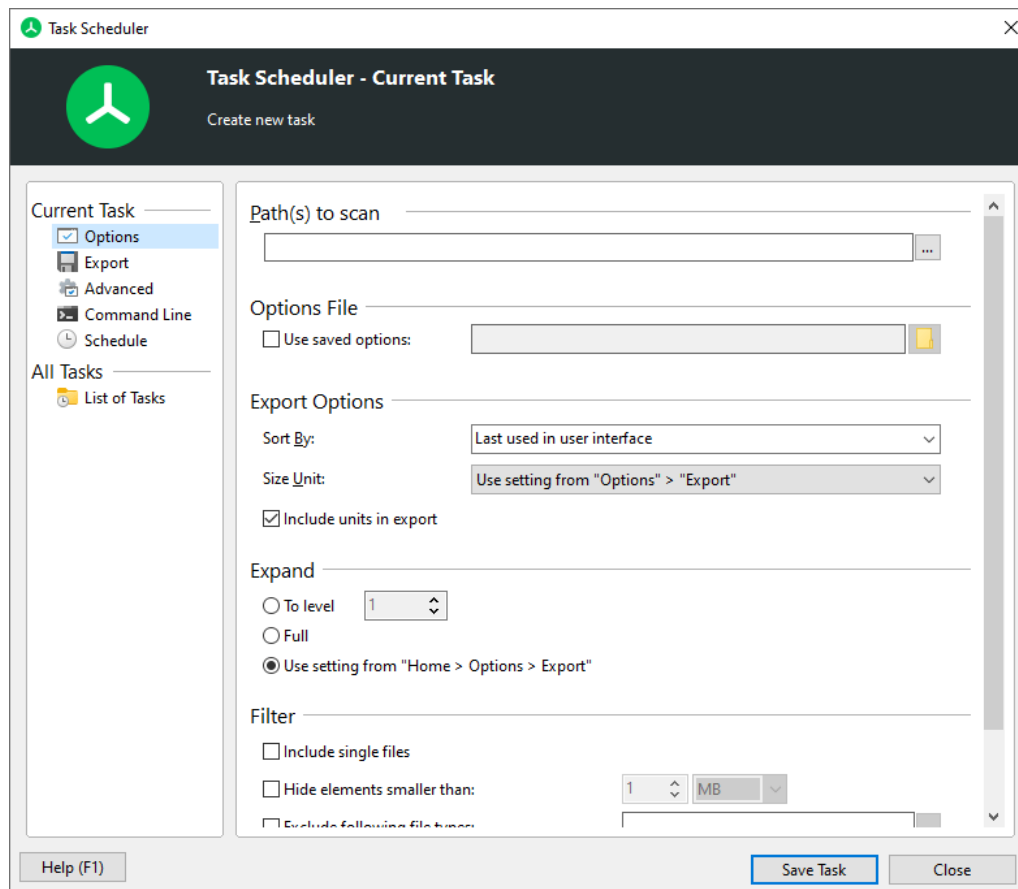 Task Scheduler
Task Scheduler - Current Task
Create new task
Current Task
Options
Export
Advanced
Command Line
Schedule
All Tasks
List of Tasks
Path(s) to scan
...
Options File
Use saved options:
Export Options
Sort By:
Last used in user interface
Size Unit:
Use setting from "Options" > "Export"
Include units in export
Expand
To level
1
Full
Use setting from "Home > Options > Export"
Filter
Include single files
Hide elements smaller than:
1
MB
Exclude following file types:
Help (F1)
Save Task
Close